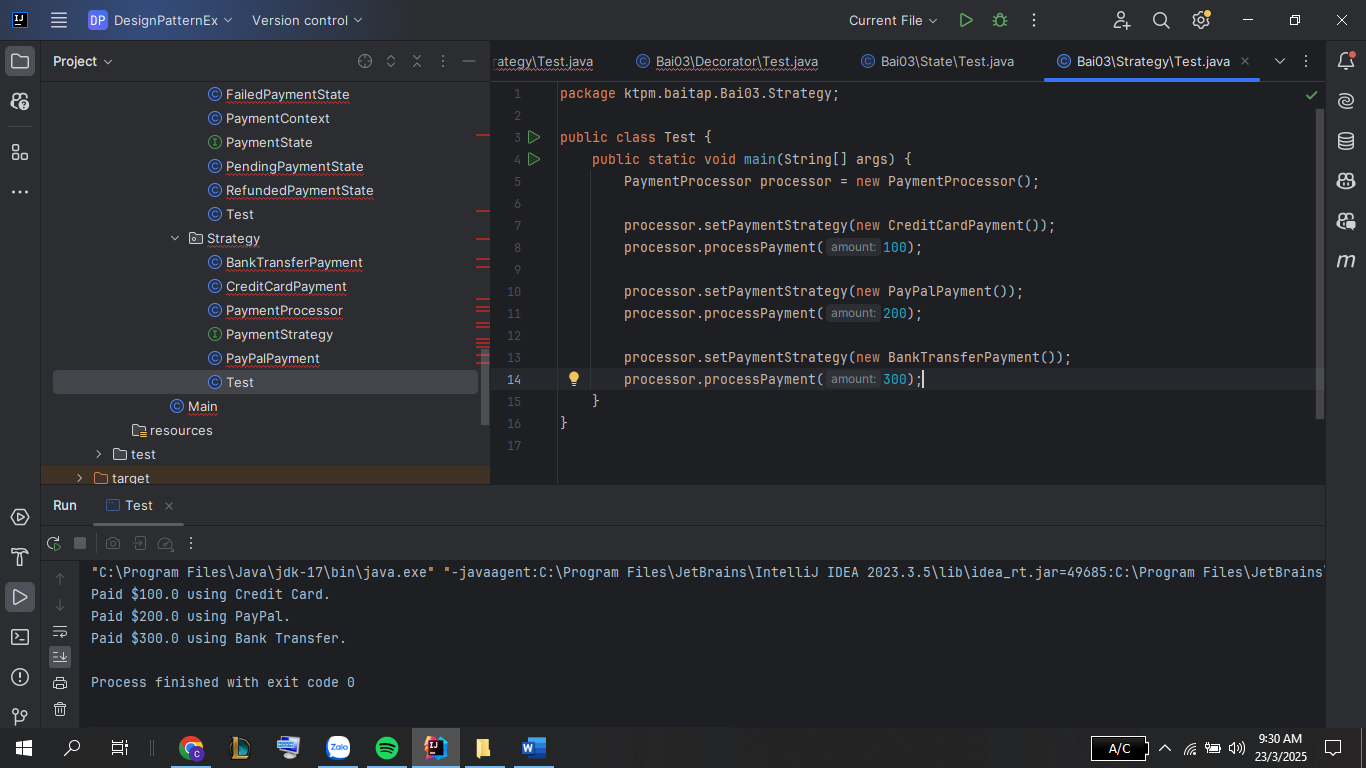 DP DesignPatternEx Version control Current File
Project
rategy\Test.java Bai03\Decorator\Test.java Bai03\State\Test.java Bai03\Strategy\Test.java
FailedPaymentState
PaymentContext
PaymentState
PendingPaymentState
RefundedPaymentState
Test
Strategy
BankTransferPayment
CreditCardPayment
PaymentProcessor
PaymentStrategy
PayPalPayment
Test
Main
resources
test
target
1 package ktpm.baitap.Bai03.Strategy;
2
3 public class Test {
4 public static void main(String[] args) {
5 PaymentProcessor processor = new PaymentProcessor();
6
7 processor.setPaymentStrategy(new CreditCardPayment());
8 processor.processPayment( amount: 100);
9
10 processor.setPaymentStrategy(new PayPalPayment());
11 processor.processPayment( amount: 200);
12
13 processor.setPaymentStrategy(new BankTransferPayment());
14 processor.processPayment( amount: 300);
15 }
16 }
17
Run Test
"C:\Program Files\Java\jdk-17\bin\java.exe" "-javaagent:C:\Program Files\JetBrains\IntelliJ IDEA 2023.3.5\lib\idea_rt.jar=49685:C:\Program Files\JetBrains\
Paid $100.0 using Credit Card.
Paid $200.0 using PayPal.
Paid $300.0 using Bank Transfer.
Process finished with exit code 0
A/C
9:30 AM
23/3/2025